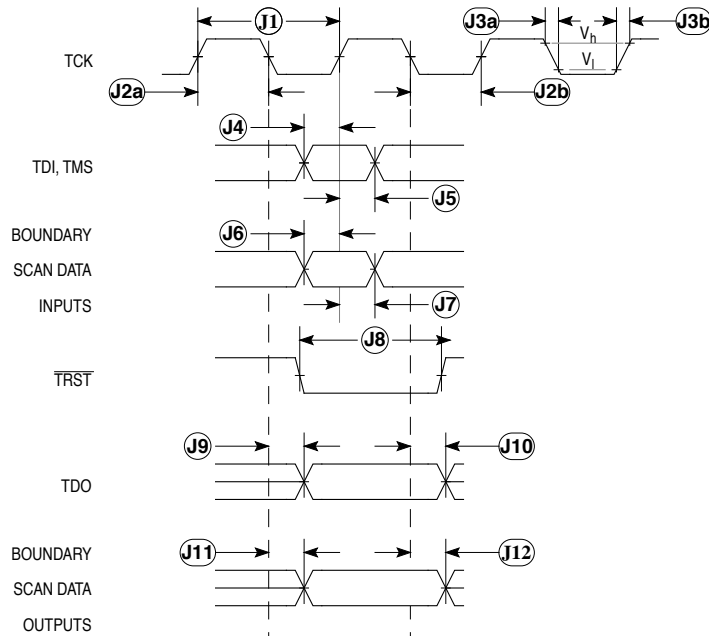 J1
J3a
J3b
Vh
TCK
Vl
J2a
J2b
J4
TDI, TMS
J5
BOUNDARY
J6
SCAN DATA
INPUTS
J7
J8
TRST
J9
J10
TDO
BOUNDARY
J11
J12
SCAN DATA
OUTPUTS